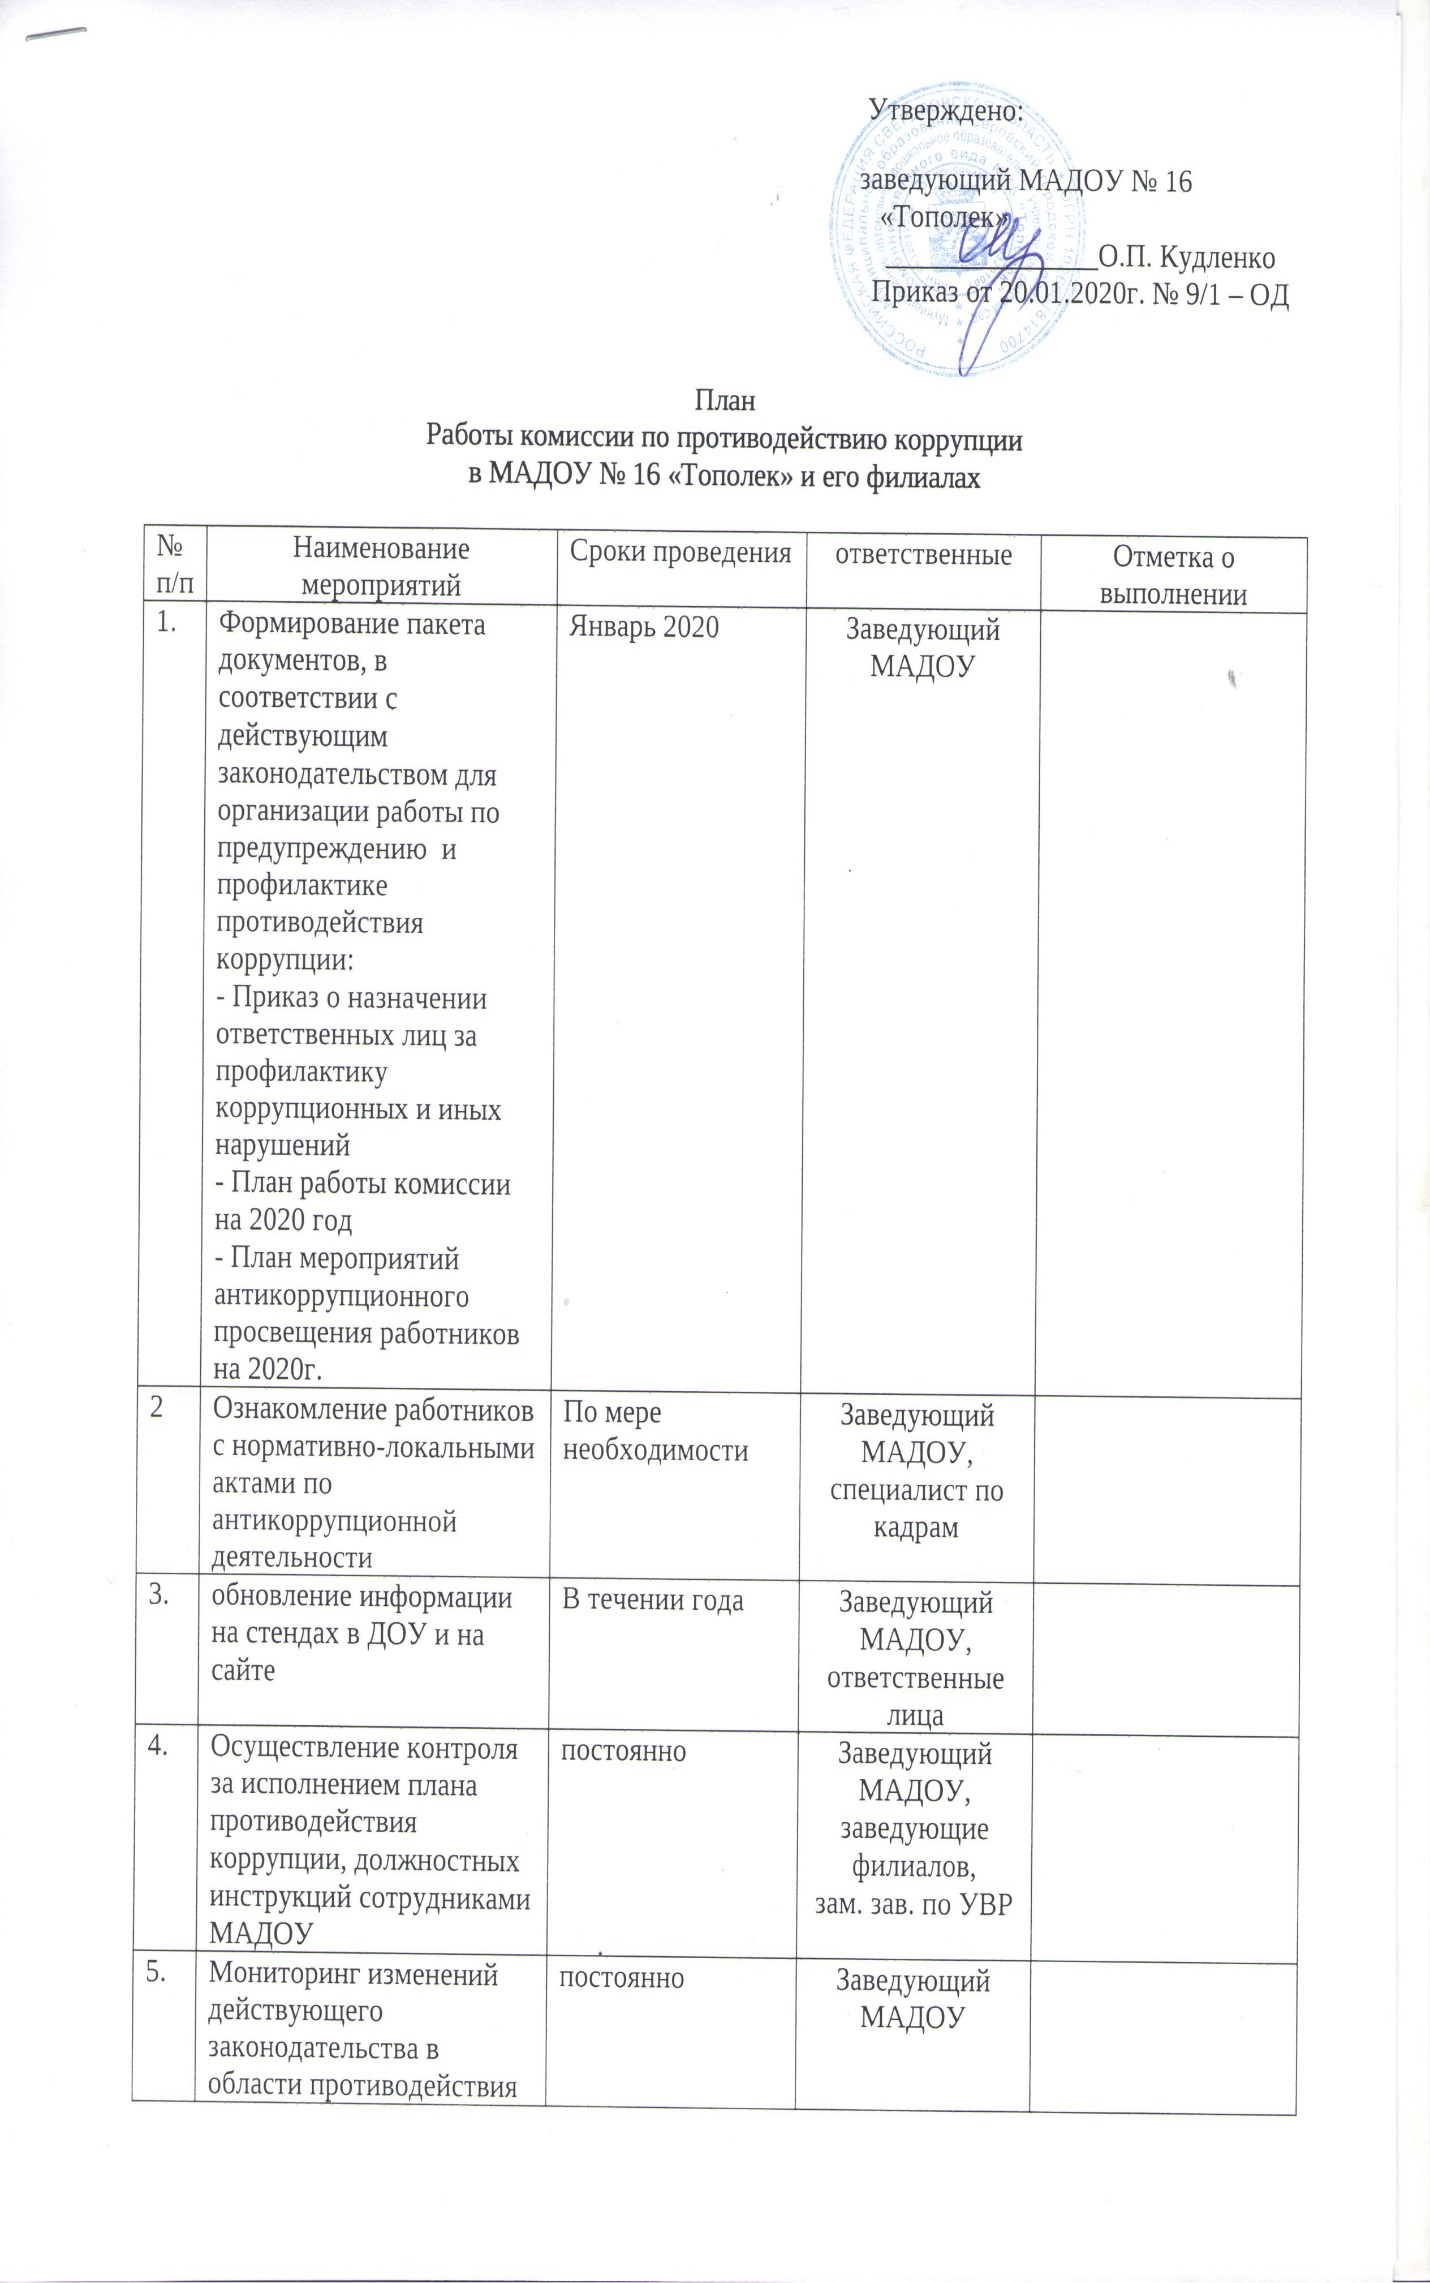 Утверждено:
заведующий МАДОУ № 16
«Тополек»
_______________О.П. Кудленко
Приказ от 20.01.2020г. № 9/1 – ОД
План
Работы комиссии по противодействию коррупции
в МАДОУ № 16 «Тополек» и его филиалах
№ п/п
Наименование
мероприятий
Сроки проведения
ответственные
Отметка о
выполнении
1.
Формирование пакета
документов, в
соответствии с
действующим
законодательством для
организации работы по
предупреждению  и
профилактике
противодействия
коррупции:
- Приказ о назначении
ответственных лиц за
профилактику
коррупционных и иных
нарушений
- План работы комиссии
на 2020 год
- План мероприятий
антикоррупционного
просвещения работников
на 2020г.
Январь 2020
Заведующий
МАДОУ
2
Ознакомление работников
с нормативно-локальными
актами по
антикоррупционной
деятельности
По мере
необходимости
Заведующий
МАДОУ,
специалист по
кадрам
3.
обновление информации
на стендах в ДОУ и на
сайте
В течении года
Заведующий
МАДОУ,
ответственные
лица
4.
Осуществление контроля
за исполнением плана
противодействия
коррупции, должностных
инструкций сотрудниками
МАДОУ
постоянно
Заведующий
МАДОУ,
заведующие
филиалов,
зам. зав. по УВР
5.
Мониторинг изменений
действующего
законодательства в
области противодействия
постоянно
Заведующий
МАДОУ
РОССИЙСКАЯ ФЕДЕРАЦИЯ СВЕРДЛОВСКАЯ ОБЛАСТЬ